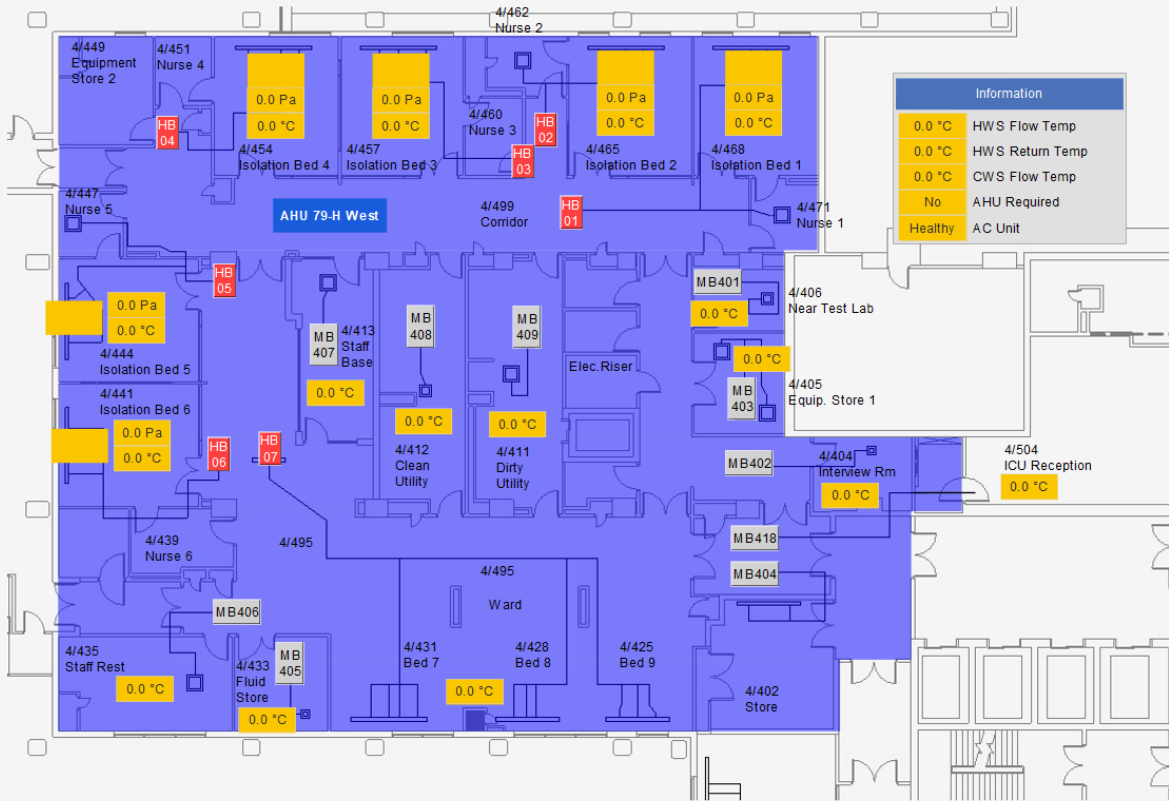 4/462
Nurse 2
4/449
Equipment
Store 2
4/451
Nurse 4
0.0 Pa
0.0 °C
4/454
Isolation Bed 4
0.0 Pa
0.0 °C
4/457
Isolation Bed 3
4/460
Nurse 3
0.0 Pa
0.0 °C
4/465
Isolation Bed 2
0.0 Pa
0.0 °C
4/468
Isolation Bed 1
HB
04
HB
02
HB
03
Information
0.0 °C HWS Flow Temp
0.0 °C HWS Return Temp
0.0 °C CWS Flow Temp
No AHU Required
Healthy AC Unit
4/447
Nurse 5
AHU 79-H West
4/499
Corridor
HB
01
4/471
Nurse 1
HB
05
0.0 Pa
0.0 °C
4/444
Isolation Bed 5
MB
407
4/413
Staff
Base
0.0 °C
MB
408
MB
409
Elec.Riser
MB401
0.0 °C
4/406
Near Test Lab
0.0 °C
MB
403
4/405
Equip. Store 1
4/441
Isolation Bed 6
0.0 Pa
0.0 °C
HB
06
HB
07
0.0 °C
4/412
Clean
Utility
0.0 °C
4/411
Dirty
Utility
MB402
4/404
Interview Rm
0.0 °C
4/504
ICU Reception
0.0 °C
4/439
Nurse 6
4/495
4/495
Ward
MB418
MB404
MB406
4/435
Staff Rest
0.0 °C
4/433
Fluid
Store
MB
405
0.0 °C
4/431
Bed 7
0.0 °C
4/428
Bed 8
4/425
Bed 9
4/402
Store